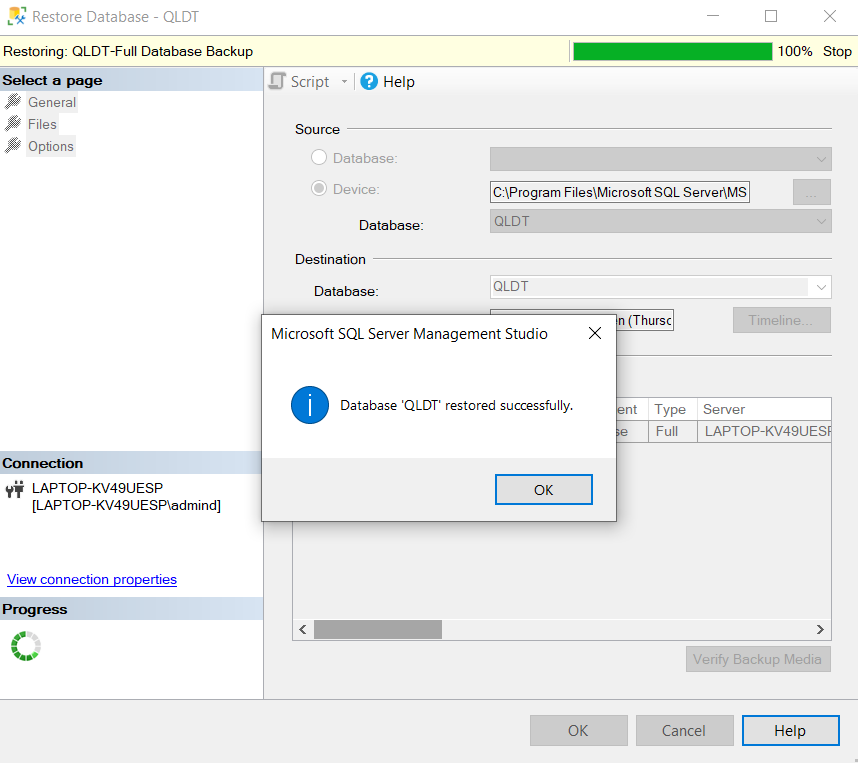 Restore Database - QLDT
Restoring: QLDT-Full Database Backup 100% Stop
Select a page
General
Files
Options
Script Help
Source
Database:
Device: C:\Program Files\Microsoft SQL Server\MS ...
Database: QLDT
Destination
Database: QLDT
(Thursc Timeline...
Microsoft SQL Server Management Studio
Database 'QLDT' restored successfully.
OK
Type Server
Full LAPTOP-KV49UESP
Connection
LAPTOP-KV49UESP
[LAPTOP-KV49UESP\admind]
View connection properties
Progress
Verify Backup Media
OK Cancel Help